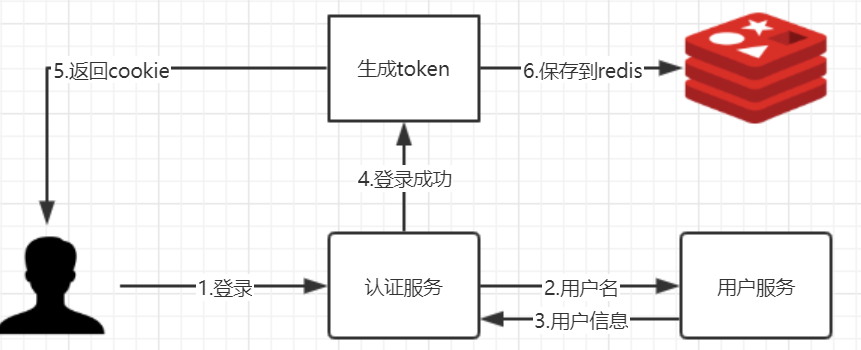 生成token
5.返回cookie
6.保存到redis
4.登录成功
1.登录
认证服务
2.用户名
3.用户信息
用户服务